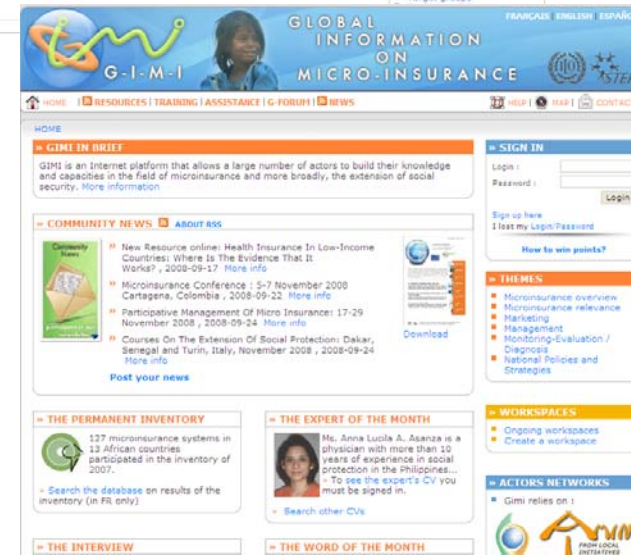 GLOBAL
INFORMATION
ON
MICRO-INSURANCE
G-I-M-I
FRANÇAIS ENGLISH ESPAÑO
STEP
HOME | RESOURCES | TRAINING | ASSISTANCE | G-FORUM | NEWS
HELP | MAP | CONTAC
HOME
» GIMI IN BRIEF
GIMI is an Internet platform that allows a large number of actors to build their knowledge
and capacities in the field of microinsurance and more broadly, the extension of social
security. More information
» COMMUNITY NEWS ABOUT RSS
Community
News
» New Resource online: Health Insurance In Low-Income
Countries: Where Is The Evidence That It
Works? , 2008-09-17 More info
» Microinsurance Conference : 5-7 November 2008
Cartagena, Colombia , 2008-09-22 More info
» Participative Management Of Micro Insurance: 17-29
November 2008 , 2008-09-24 More info
» Courses On The Extension Of Social Protection: Dakar,
Senegal and Turin, Italy, November 2008 , 2008-09-24
More info
Download
Post your news
» THE PERMANENT INVENTORY
127 microinsurance systems in
13 African countries
participated in the inventory of
2007.
» Search the database on results of the
inventory (in FR only)
» THE EXPERT OF THE MONTH
Ms. Anna Lucila A. Asanza is a
physician with more than 10
years of experience in social
protection in the Philippines...
» To see the expert's CV you
must be signed in.
» Search other CVs
» THE INTERVIEW
» THE WORD OF THE MONTH
» SIGN IN
Login :
Password :
Login
Sign up here
I lost my Login/Password
How to win points?
» THEMES
Microinsurance overview
Microinsurance relevance
Marketing
Management
Monitoring-Evaluation /
Diagnosis
National Policies and
Strategies
» WORKSPACES
Ongoing workspaces
Create a workspace
» ACTORS NETWORKS
Gimi relies on :
FROM LOCAL
INITIATIVES